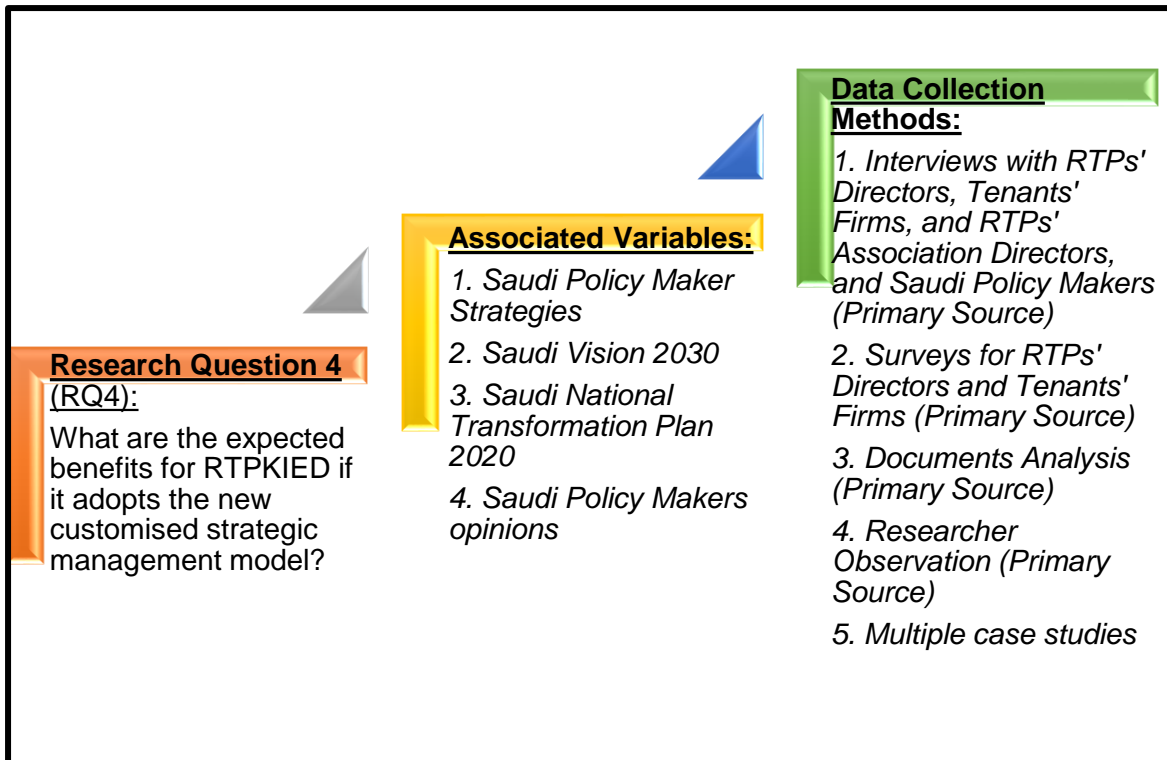 Research Question 4
(RQ4):
What are the expected
benefits for RTPKIED if
it adopts the new
customised strategic
management model?
Associated Variables:
1. Saudi Policy Maker
Strategies
2. Saudi Vision 2030
3. Saudi National
Transformation Plan
2020
4. Saudi Policy Makers
opinions
Data Collection
Methods:
1. Interviews with RTPs'
Directors, Tenants'
Firms, and RTPs'
Association Directors,
and Saudi Policy Makers
(Primary Source)
2. Surveys for RTPs'
Directors and Tenants'
Firms (Primary Source)
3. Documents Analysis
(Primary Source)
4. Researcher
Observation (Primary
Source)
5. Multiple case studies